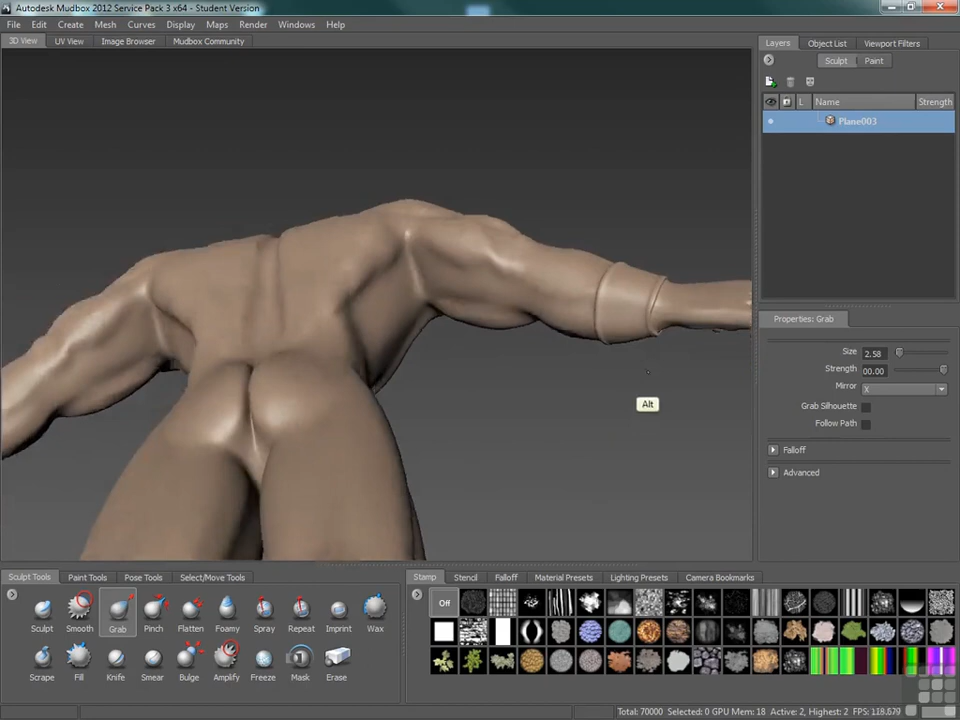 Autodesk Mudbox 2012 Service Pack 3 x64 - Student Version
File Edit Create Mesh Curves Display Maps Render Windows Help
3D View UV View Image Browser Mudbox Community
Layers Object List Viewport Filters
Sculpt Paint
L Name Strength
Plane003
Properties: Grab
Size 2.58
Strength 00.00
Mirror X
Grab Silhouette
Follow Path
Falloff
Advanced
Alt
Sculpt Tools Paint Tools Pose Tools Select/Move Tools
Sculpt Smooth Grab Pinch Flatten Foamy Spray Repeat Imprint Wax
Scrape Fill Knife Smear Bulge Amplify Freeze Mask Erase
Stamp Stencil Falloff Material Presets Lighting Presets Camera Bookmarks
Off
Total: 70000 Selected: 0 GPU Mem: 18 Active: 2, Highest: 2 FPS: 118.679